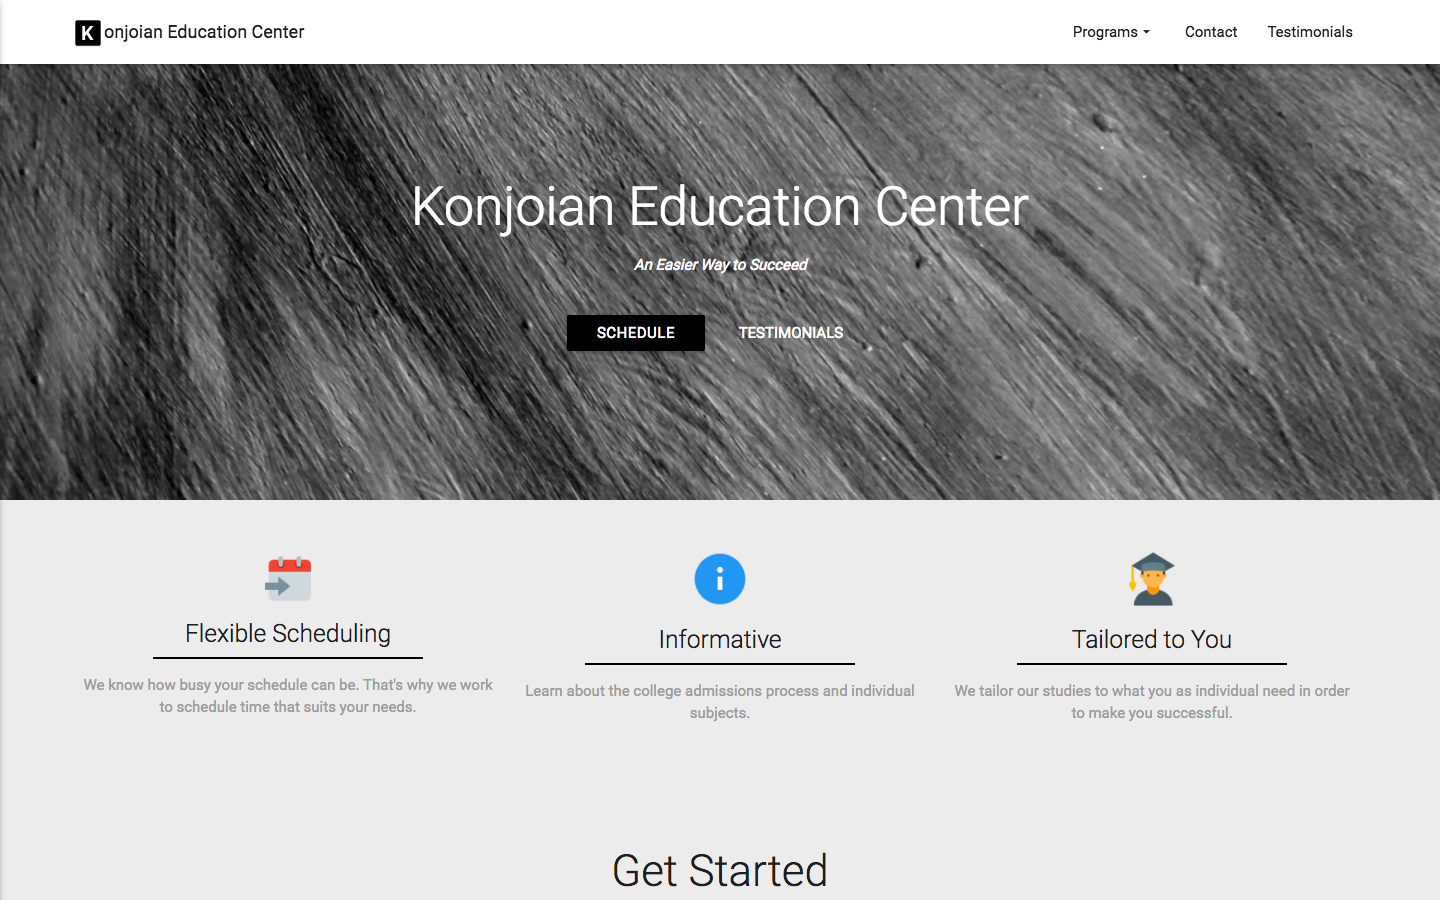 Konjoian Education Center
Programs
Contact
Testimonials
Konjoian Education Center
An Easier Way to Succeed
SCHEDULE
TESTIMONIALS
Flexible Scheduling
We know how busy your schedule can be. That's why we work
to schedule time that suits your needs.
Informative
Learn about the college admissions process and individual
subjects.
Tailored to You
We tailor our studies to what you as individual need in order
to make you successful.
Get Started